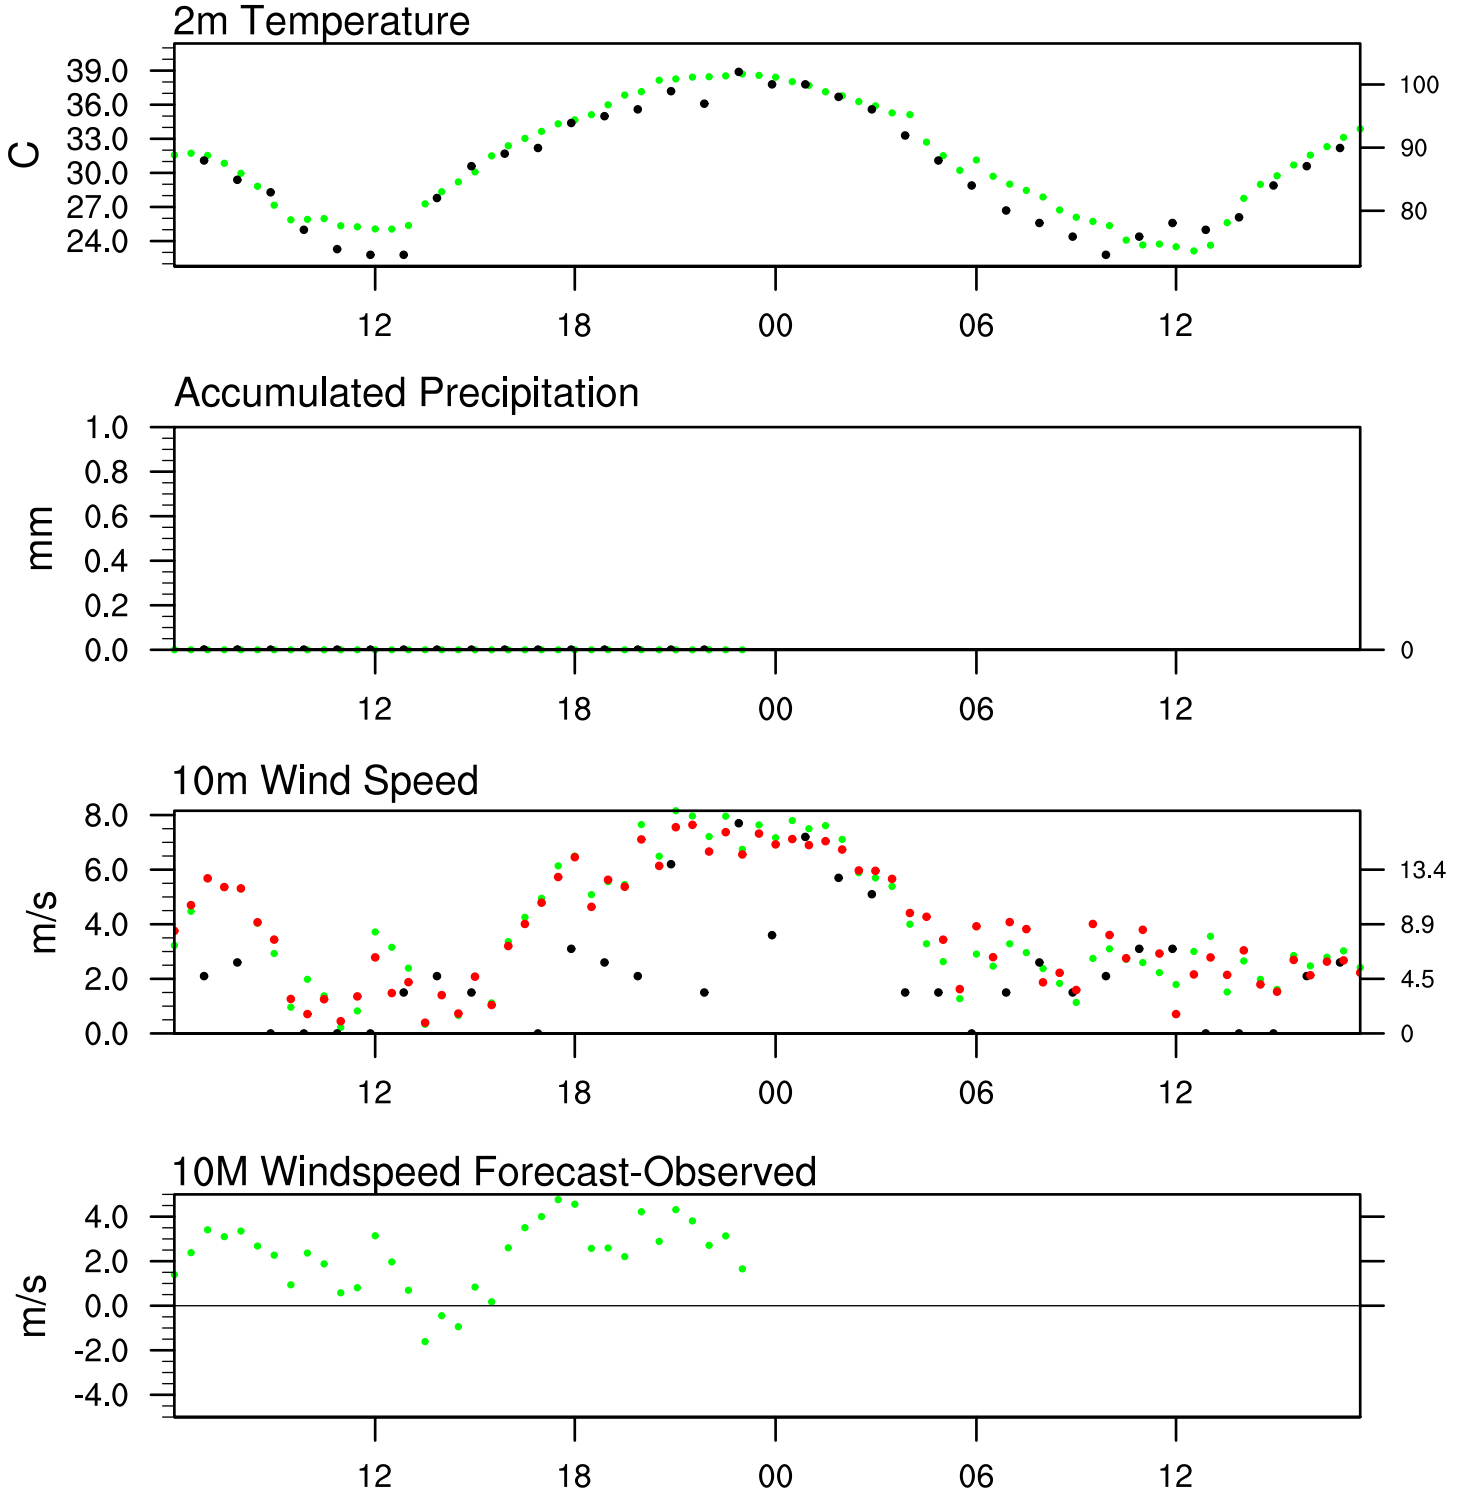 2m Temperature
39.0
36.0
33.0
30.0
27.0
24.0
C
100
90
80
12 18 00 06 12
Accumulated Precipitation
1.0
0.8
0.6
0.4
0.2
0.0
mm
0
12 18 00 06 12
10m Wind Speed
8.0
6.0
4.0
2.0
0.0
m/s
13.4
8.9
4.5
0
12 18 00 06 12
10M Windspeed Forecast-Observed
4.0
2.0
0.0
-2.0
-4.0
m/s
12 18 00 06 12